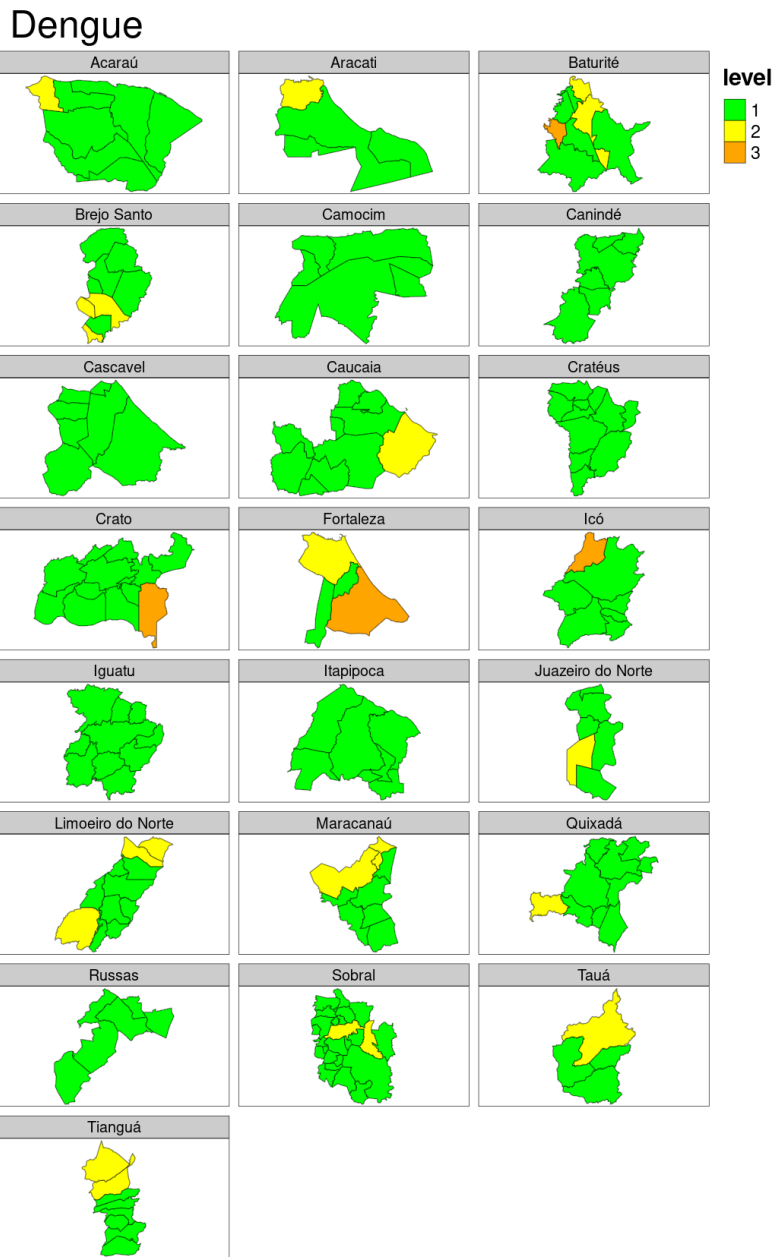 Dengue
Acaraú
Aracati
Baturité
level
1
2
3
Brejo Santo
Camocim
Canindé
Cascavel
Caucaia
Cratéus
Crato
Fortaleza
Icó
Iguatu
Itapipoca
Juazeiro do Norte
Limoeiro do Norte
Maracanaú
Quixadá
Russas
Sobral
Tauá
Tianguá